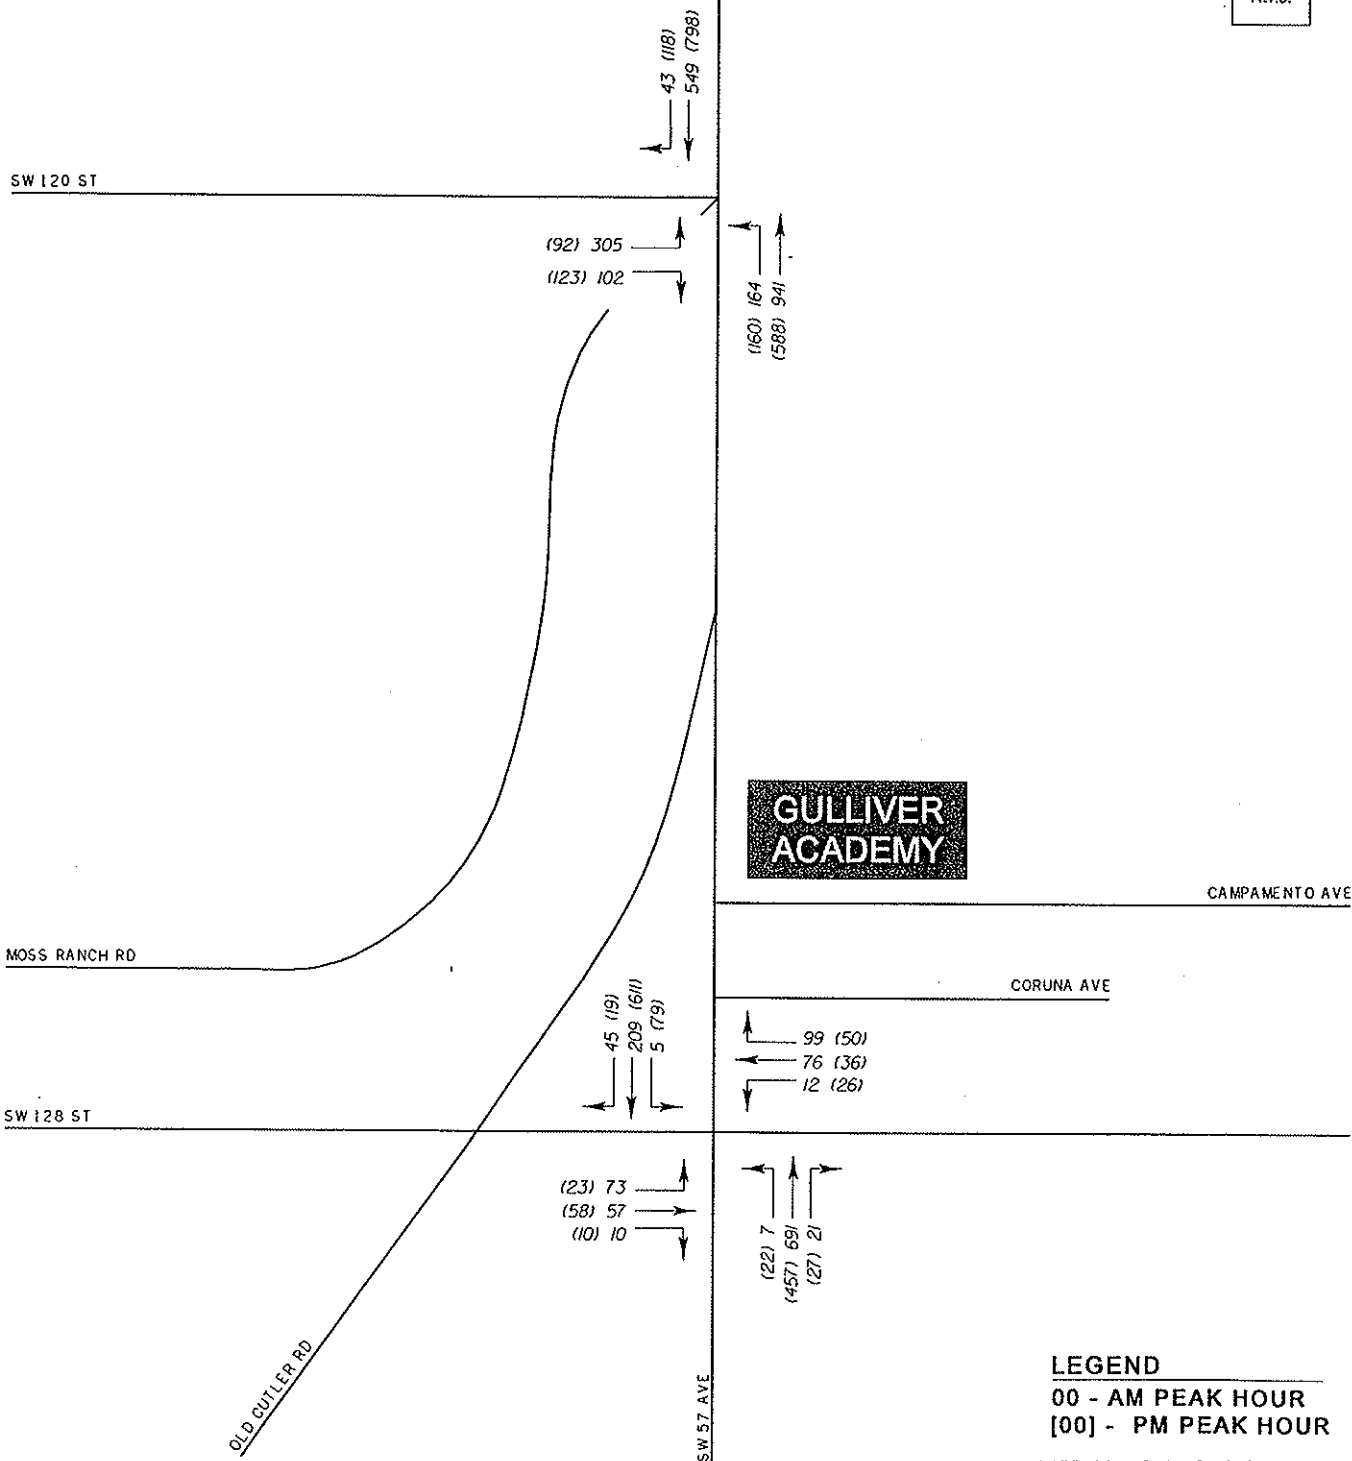 43 (118)
549 (798)
SW 120 ST
(92) 305
(123) 102
(160) 164
(588) 941
GULLIVER
ACADEMY
CAMPAMENTO AVE
MOSS RANCH RD
CORUNA AVE
45 (19)
209 (611)
5 (79)
99 (50)
76 (36)
12 (26)
SW 128 ST
(23) 73
(58) 57
(10) 10
(22) 7
(457) 691
(27) 21
OLD CUTLER RD
SW 57 AVE
LEGEND
00 - AM PEAK HOUR
[00] - PM PEAK HOUR